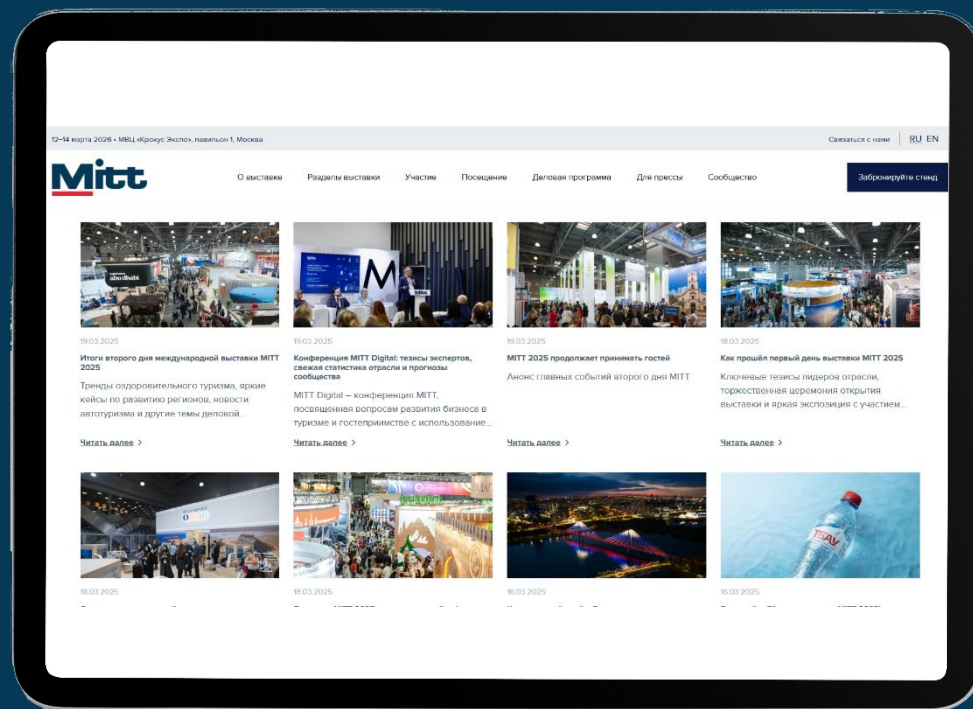 12–14 марта 2026 • МВЦ «Крокус Экспо», павильон 1, Москва
Связаться с нами
RU EN
Mitt
О выставке
Разделы выставки
Участие
Посещение
Деловая программа
Для прессы
Сообщество
Забронируйте стенд
abu dhabi
19.03.2025
Итоги второго дня международной выставки MITT
2025
Тренды оздоровительного туризма, яркие
кейсы по развитию регионов, новости
автотуризма и другие темы деловой...
Читать далее >
19.03.2025
Конференция MITT Digital: тезисы экспертов,
свежая статистика отрасли и прогнозы
сообщества
MITT Digital – конференция MITT,
посвященная вопросам развития бизнеса в
туризме и гостеприимстве с использование...
Читать далее >
19.03.2025
MITT 2025 продолжает принимать гостей
Анонс главных событий второго дня MITT
Читать далее >
18.03.2025
Как прошёл первый день выставки MITT 2025
Ключевые тезисы лидеров отрасли,
торжественная церемония открытия
выставки и яркая экспозиция с участием...
Читать далее >
18.03.2025
18.03.2025
16.03.2025
16.03.2025